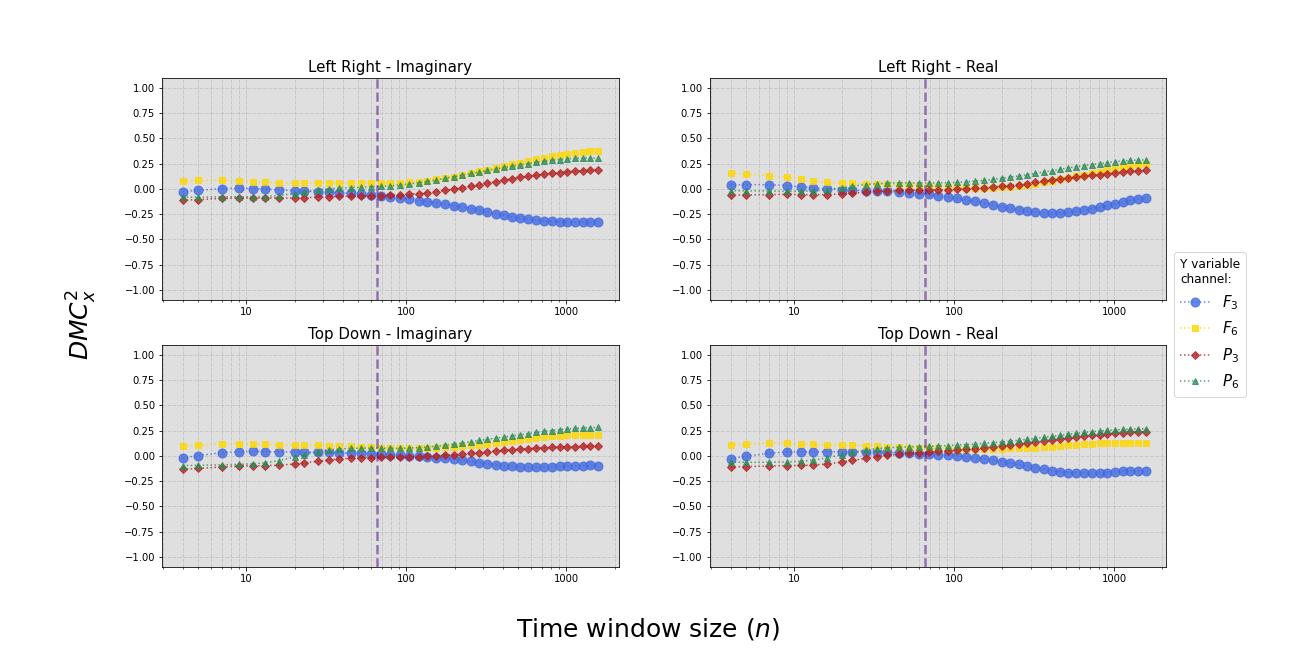 Left Right - Imaginary
1.00
0.75
0.50
0.25
0.00
−0.25
−0.50
−0.75
−1.00
10 100 1000
Left Right - Real
1.00
0.75
0.50
0.25
0.00
−0.25
−0.50
−0.75
−1.00
10 100 1000
Top Down - Imaginary
1.00
0.75
0.50
0.25
0.00
−0.25
−0.50
−0.75
−1.00
10 100 1000
Top Down - Real
1.00
0.75
0.50
0.25
0.00
−0.25
−0.50
−0.75
−1.00
10 100 1000
Y variable
channel:
F₃
F₆
P₃
P₆
DMC²ₓ
Time window size (n)